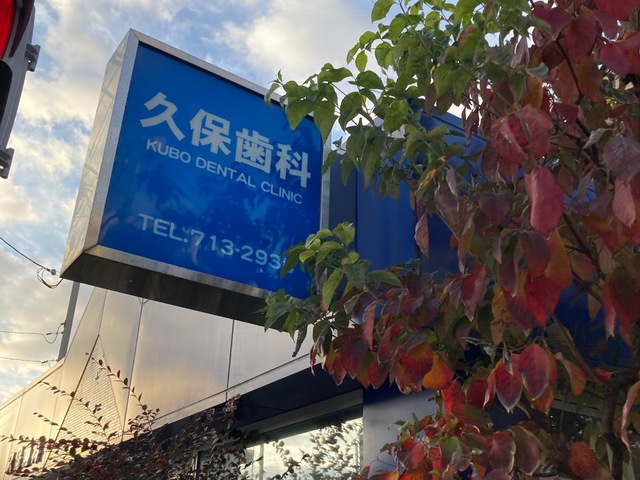 久保歯科
KUBO DENTAL CLINIC
TEL.713-293